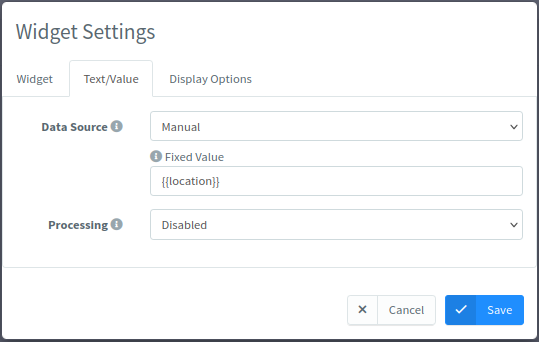 Widget Settings
Widget Text/Value Display Options
Data Source Manual
Fixed Value
{{location}}
Processing Disabled
Cancel Save